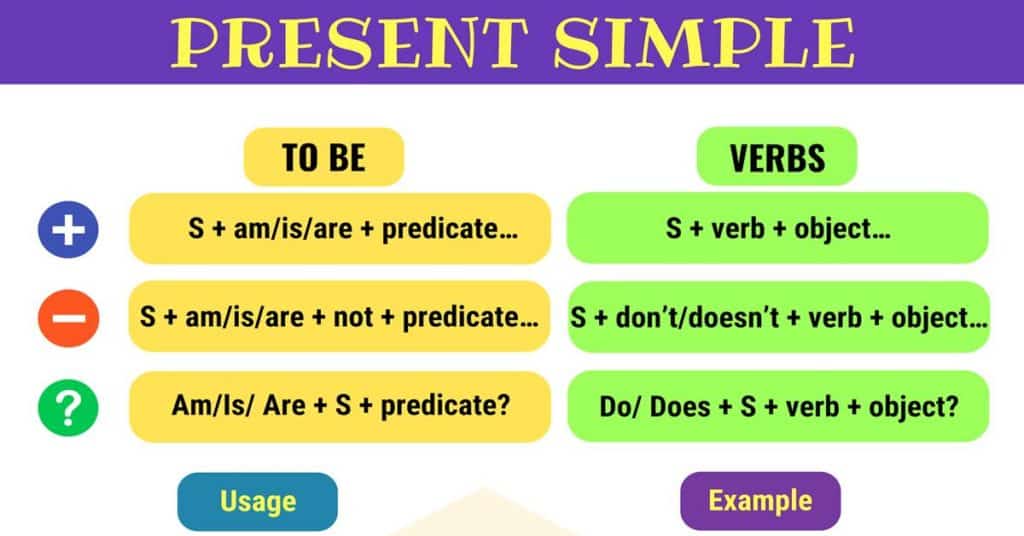 PRESENT SIMPLE
TO BE
VERBS
S + am/is/are + predicate…
S + verb + object…
S + am/is/are + not + predicate…
S + don’t/doesn’t + verb + object…
Am/Is/ Are + S + predicate?
Do/ Does + S + verb + object?
Usage
Example